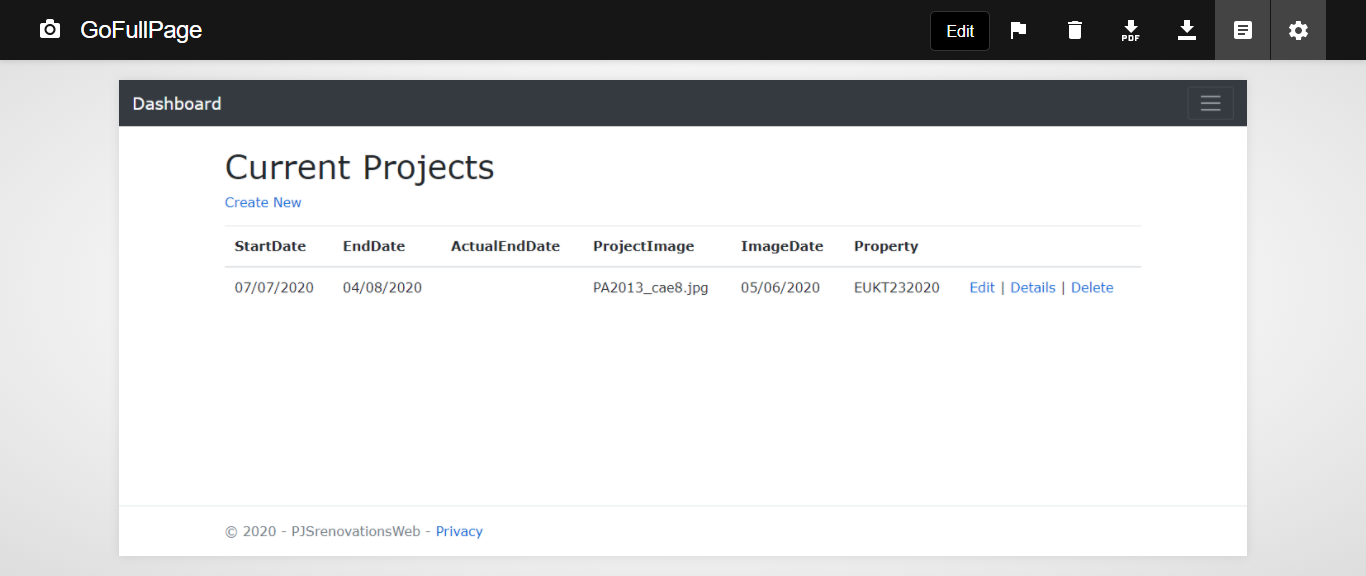 GoFullPage Edit PDF
Dashboard
Current Projects
Create New
StartDate EndDate ActualEndDate ProjectImage ImageDate Property
07/07/2020 04/08/2020 PA2013_cae8.jpg 05/06/2020 EUKT232020 Edit | Details | Delete
© 2020 - PJSrenovationsWeb - Privacy